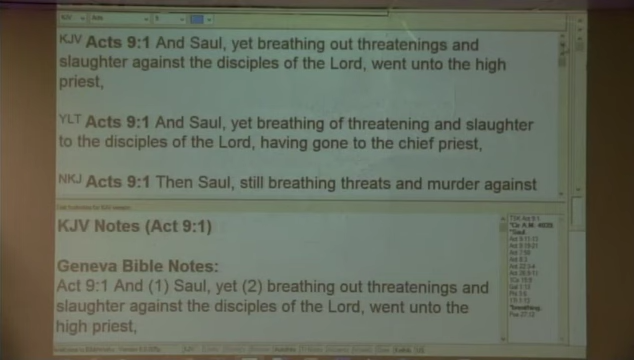 KJV Acts 9:1 And Saul, yet breathing out threatenings and
slaughter against the disciples of the Lord, went unto the high
priest,
YLT Acts 9:1 And Saul, yet breathing of threatening and slaughter
to the disciples of the Lord, having gone to the chief priest,
NKJ Acts 9:1 Then Saul, still breathing threats and murder against
KJV Notes (Act 9:1)
Geneva Bible Notes:
Act 9:1 And (1) Saul, yet (2) breathing out threatenings and
slaughter against the disciples of the Lord, went unto the
high priest,